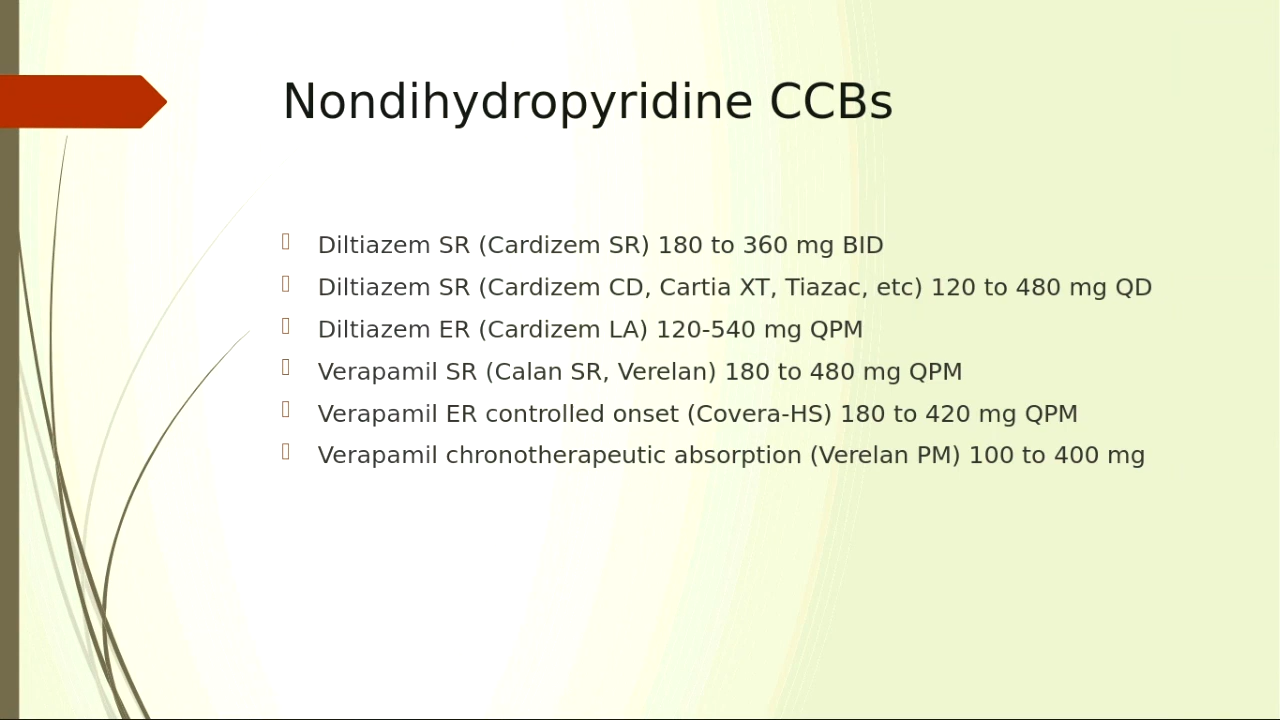 Nondihydropyridine CCBs
Diltiazem SR (Cardizem SR) 180 to 360 mg BID
Diltiazem SR (Cardizem CD, Cartia XT, Tiazac, etc) 120 to 480 mg QD
Diltiazem ER (Cardizem LA) 120-540 mg QPM
Verapamil SR (Calan SR, Verelan) 180 to 480 mg QPM
Verapamil ER controlled onset (Covera-HS) 180 to 420 mg QPM
Verapamil chronotherapeutic absorption (Verelan PM) 100 to 400 mg